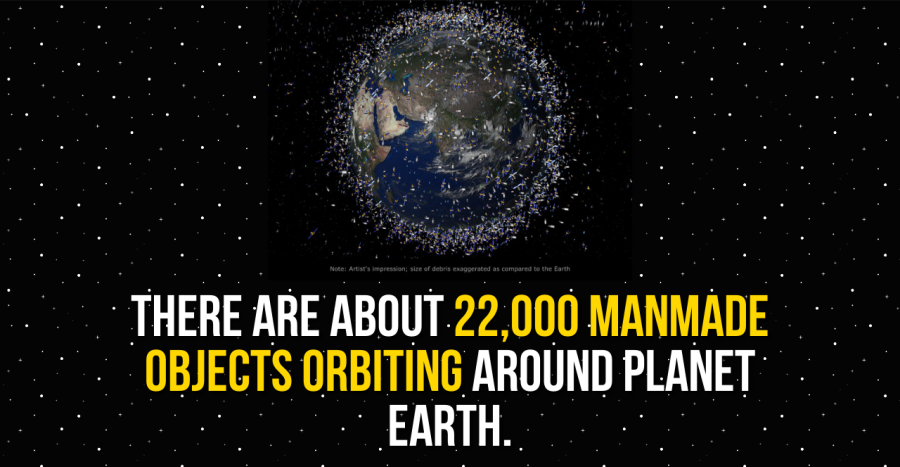 Note: Artist's impression; size of debris exaggerated as compared to the Earth
THERE ARE ABOUT 22,000 MANMADE
OBJECTS ORBITING AROUND PLANET
EARTH.